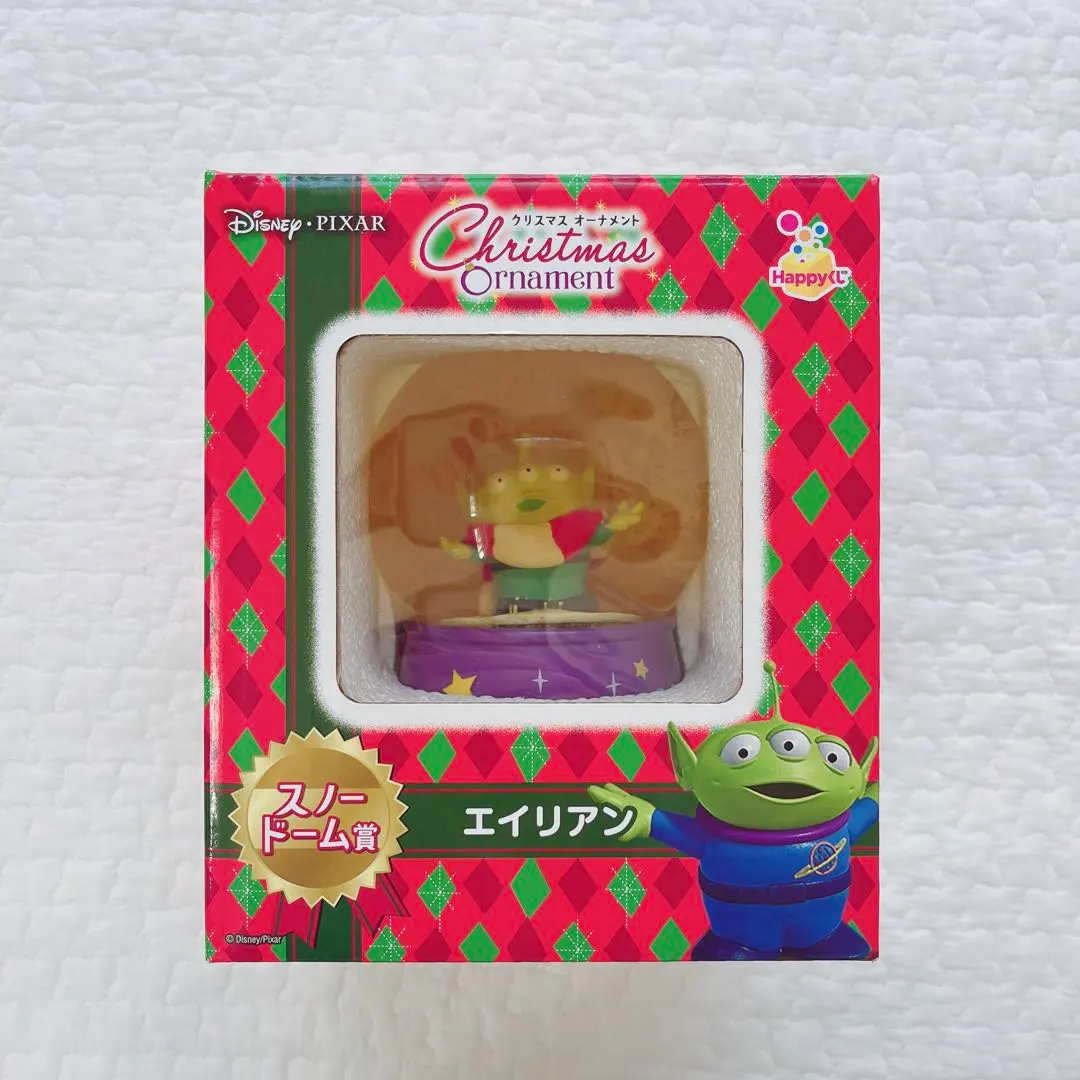 Disney・PIXAR
クリスマス オーナメント
Christmas
Ornament
Happyくじ
スノー
ドーム賞
エイリアン
© Disney/Pixar